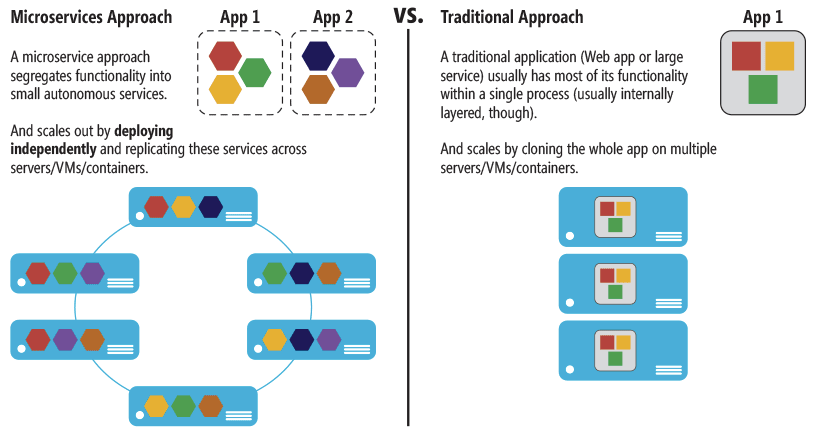 Microservices Approach
App 1
App 2
A microservice approach
segregates functionality into
small autonomous services.
And scales out by deploying
independently and replicating these services across
servers/VMs/containers.
vs.
Traditional Approach
App 1
A traditional application (Web app or large
service) usually has most of its functionality
within a single process (usually internally
layered, though).
And scales by cloning the whole app on multiple
servers/VMs/containers.